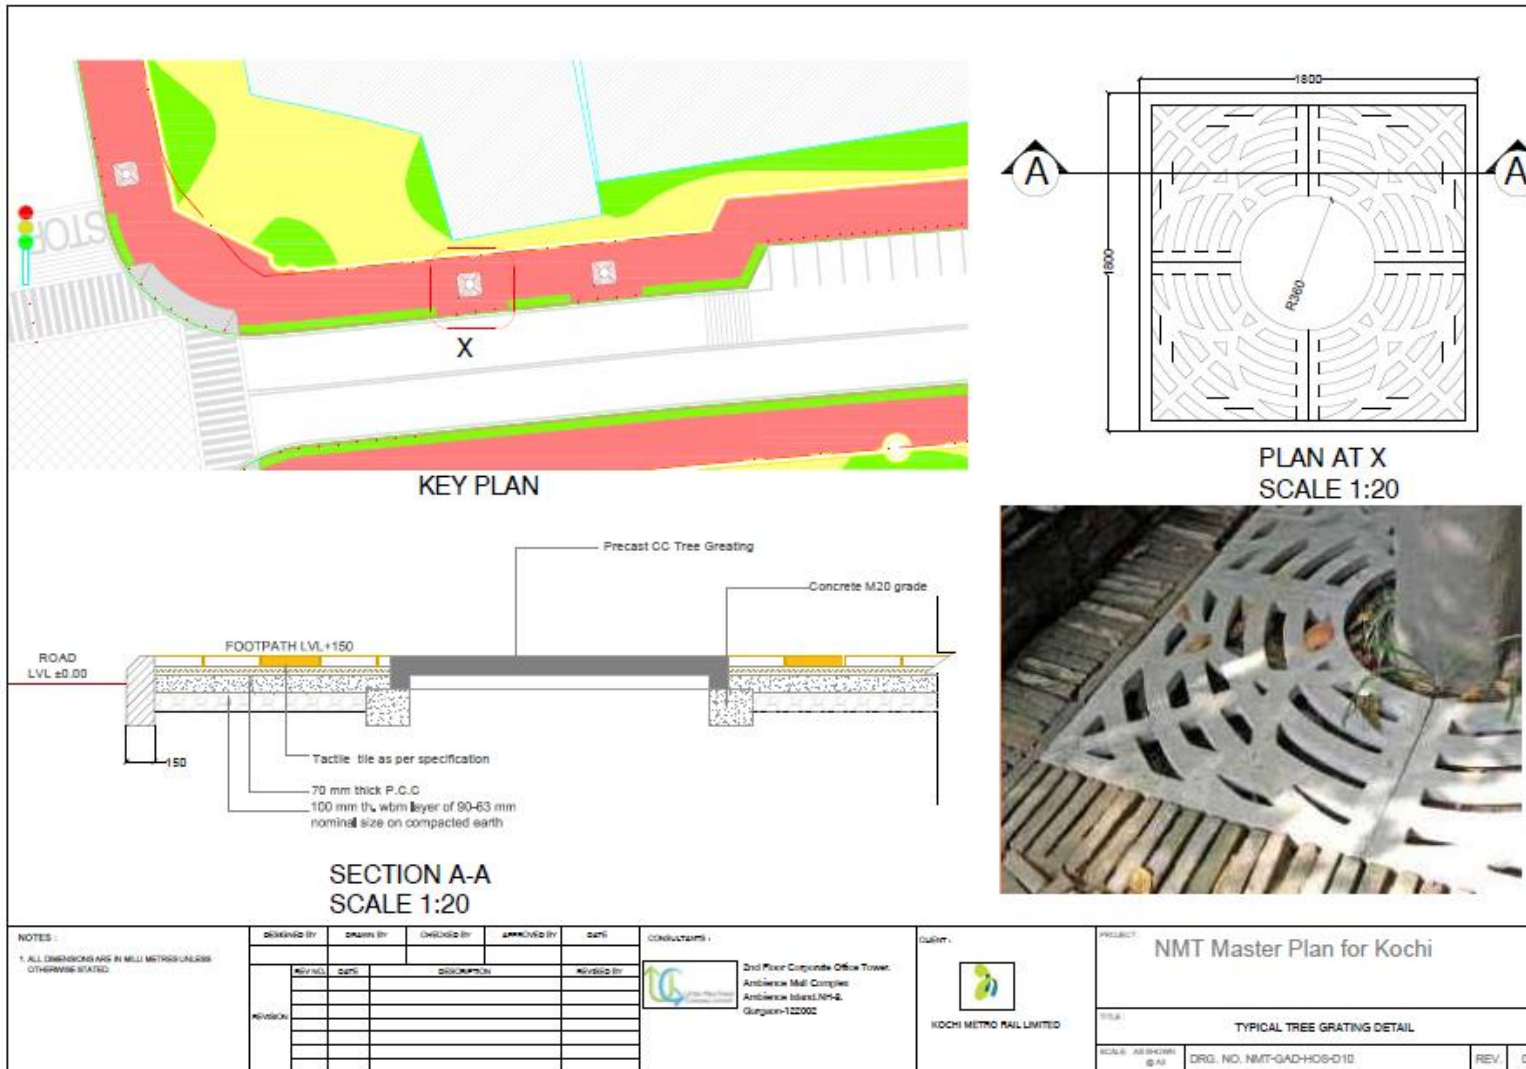 STOP
X
KEY PLAN
1800
1800
A
A
R360
PLAN AT X
SCALE 1:20
Precast CC Tree Greating
Concrete M20 grade
FOOTPATH LVL+150
ROAD
LVL ±0.00
150
Tactile tile as per specification
70 mm thick P.C.C
100 mm th. wbm layer of 90-63 mm
nominal size on compacted earth
SECTION A-A
SCALE 1:20
NOTES :
1. ALL DIMENSIONS ARE IN MILLI METRES UNLESS
OTHERWISE STATED.
DESIGNED BY DRAWN BY CHECKED BY APPROVED BY DATE
REVISION
REV NO. DATE DESCRIPTION REVISED BY
CONSULTANTS :
2nd Floor Corporate Office Tower,
Ambience Mall Complex
Ambience Island, NH-8,
Gurgaon-122002
CLIENT :
KOCHI METRO RAIL LIMITED
PROJECT:
NMT Master Plan for Kochi
TITLE:
TYPICAL TREE GRATING DETAIL
SCALE: AS SHOWN
@ A3
DRG. NO. NMT-GAD-HOS-D10
REV.